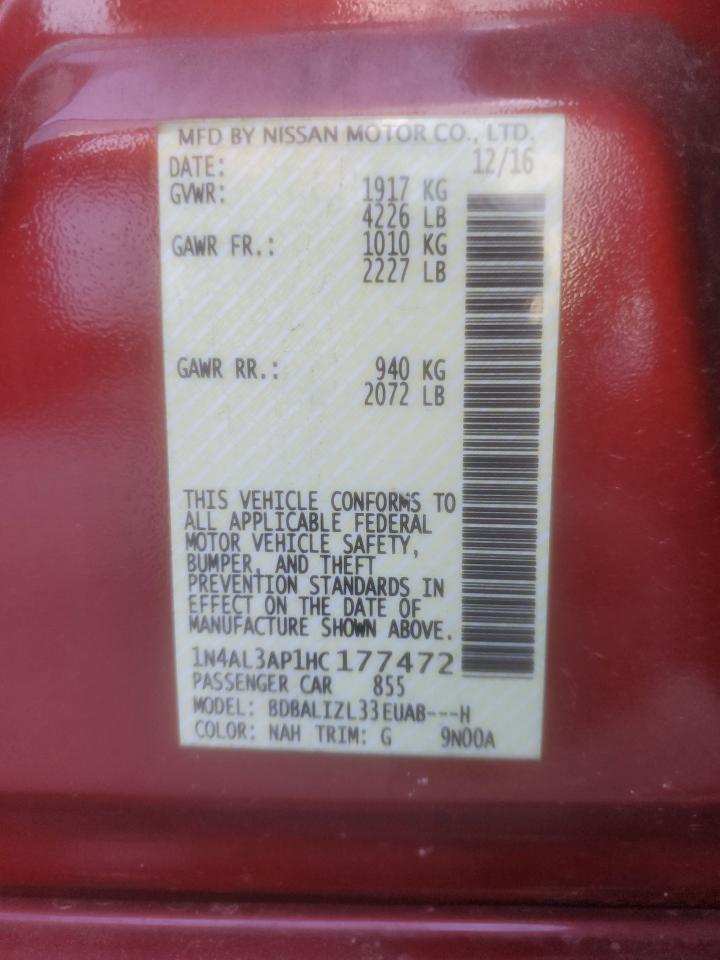 MFD BY NISSAN MOTOR CO., LTD.
DATE: 12/16
GVWR: 1917 KG
4226 LB
GAWR FR.: 1010 KG
2227 LB
GAWR RR.: 940 KG
2072 LB
THIS VEHICLE CONFORMS TO
ALL APPLICABLE FEDERAL
MOTOR VEHICLE SAFETY,
BUMPER, AND THEFT
PREVENTION STANDARDS IN
EFFECT ON THE DATE OF
MANUFACTURE SHOWN ABOVE.
1N4AL3AP1HC177472
PASSENGER CAR 855
MODEL: BDBALIZL33EUAB---H
COLOR: NAH TRIM: G 9N00A